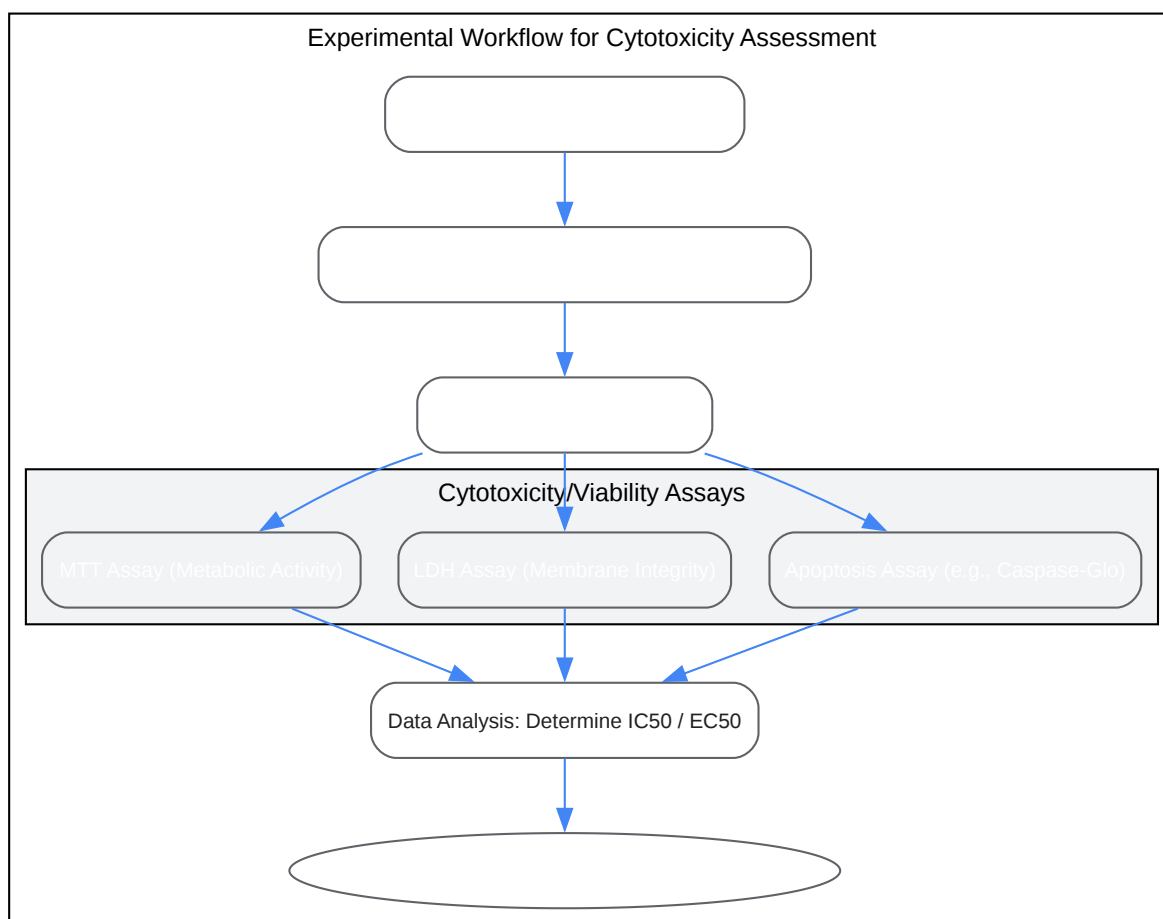 Experimental Workflow for Cytotoxicity Assessment
Cytotoxicity/Viability Assays
MTT Assay (Metabolic Activity)
LDH Assay (Membrane Integrity)
Apoptosis Assay (e.g., Caspase-Glo)
Data Analysis: Determine IC50 / EC50